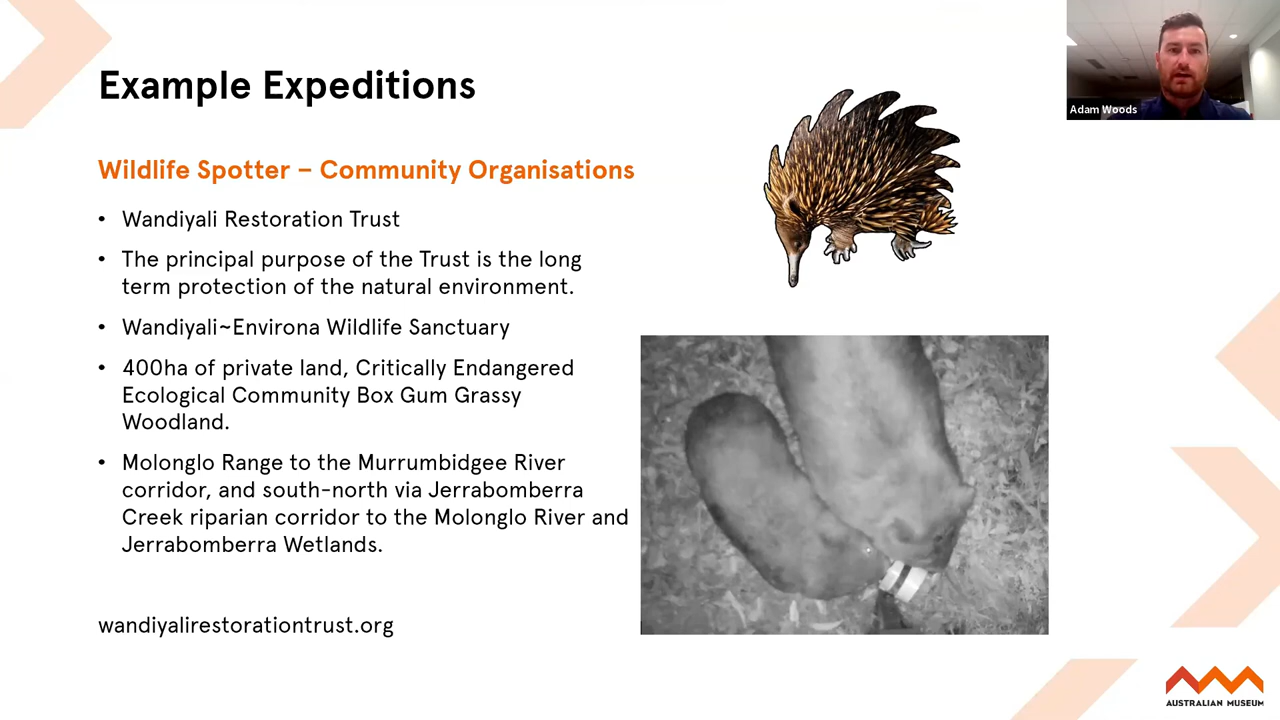 Example Expeditions
Wildlife Spotter – Community Organisations
• Wandiyali Restoration Trust
• The principal purpose of the Trust is the long
term protection of the natural environment.
• Wandiyali~Environa Wildlife Sanctuary
• 400ha of private land, Critically Endangered
Ecological Community Box Gum Grassy
Woodland.
• Molonglo Range to the Murrumbidgee River
corridor, and south-north via Jerrabomberra
Creek riparian corridor to the Molonglo River and
Jerrabomberra Wetlands.
wandiyalirestorationtrust.org
Adam Woods
AUSTRALIAN MUSEUM